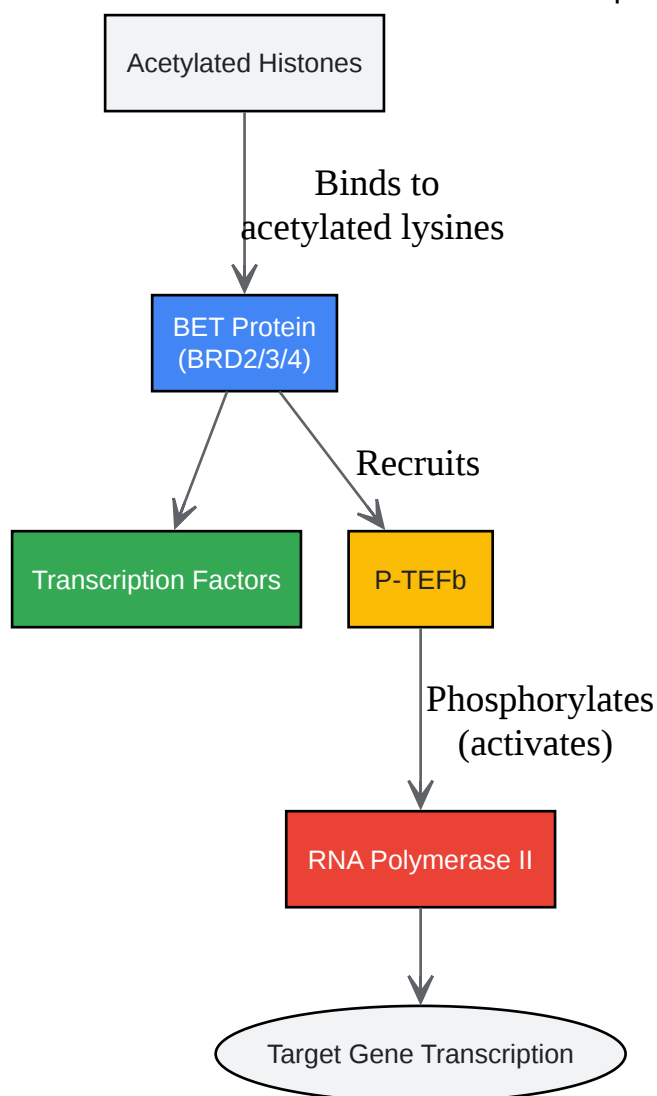 Acetylated Histones
Binds to
acetylated lysines
BET Protein
(BRD2/3/4)
Recruits
Transcription Factors
P-TEFb
Phosphorylates
(activates)
RNA Polymerase II
Target Gene Transcription